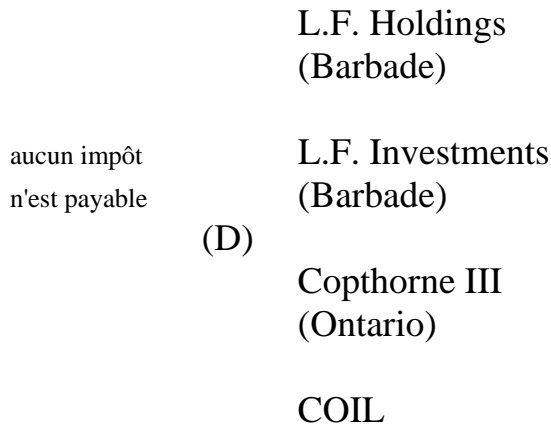 L.F. Holdings
(Barbade)
aucun impôt
L.F. Investments
n'est payable
(Barbade)
(D)
Copthorne III
(Ontario)
COIL